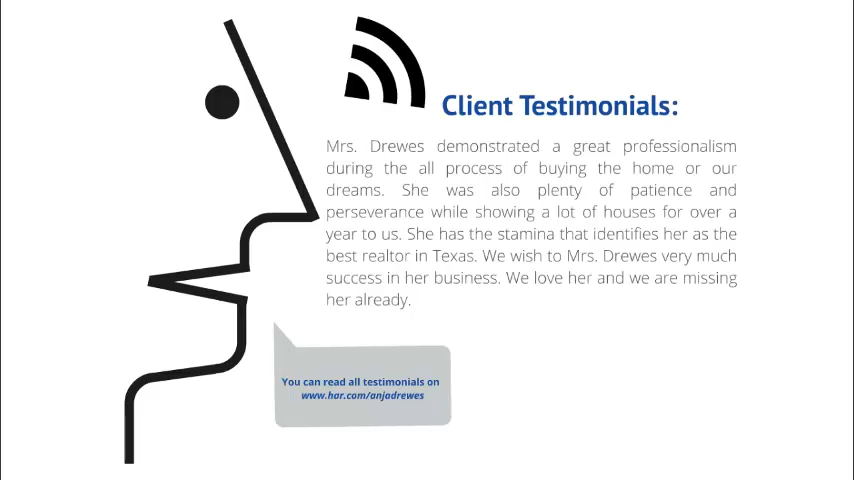 Client Testimonials:
Mrs. Drewes demonstrated a great professionalism
during the all process of buying the home or our
dreams. She was also plenty of patience and
perseverance while showing a lot of houses for over a
year to us. She has the stamina that identifies her as the
best realtor in Texas. We wish to Mrs. Drewes very much
success in her business. We love her and we are missing
her already.
You can read all testimonials on
www.har.com/anjadrewes